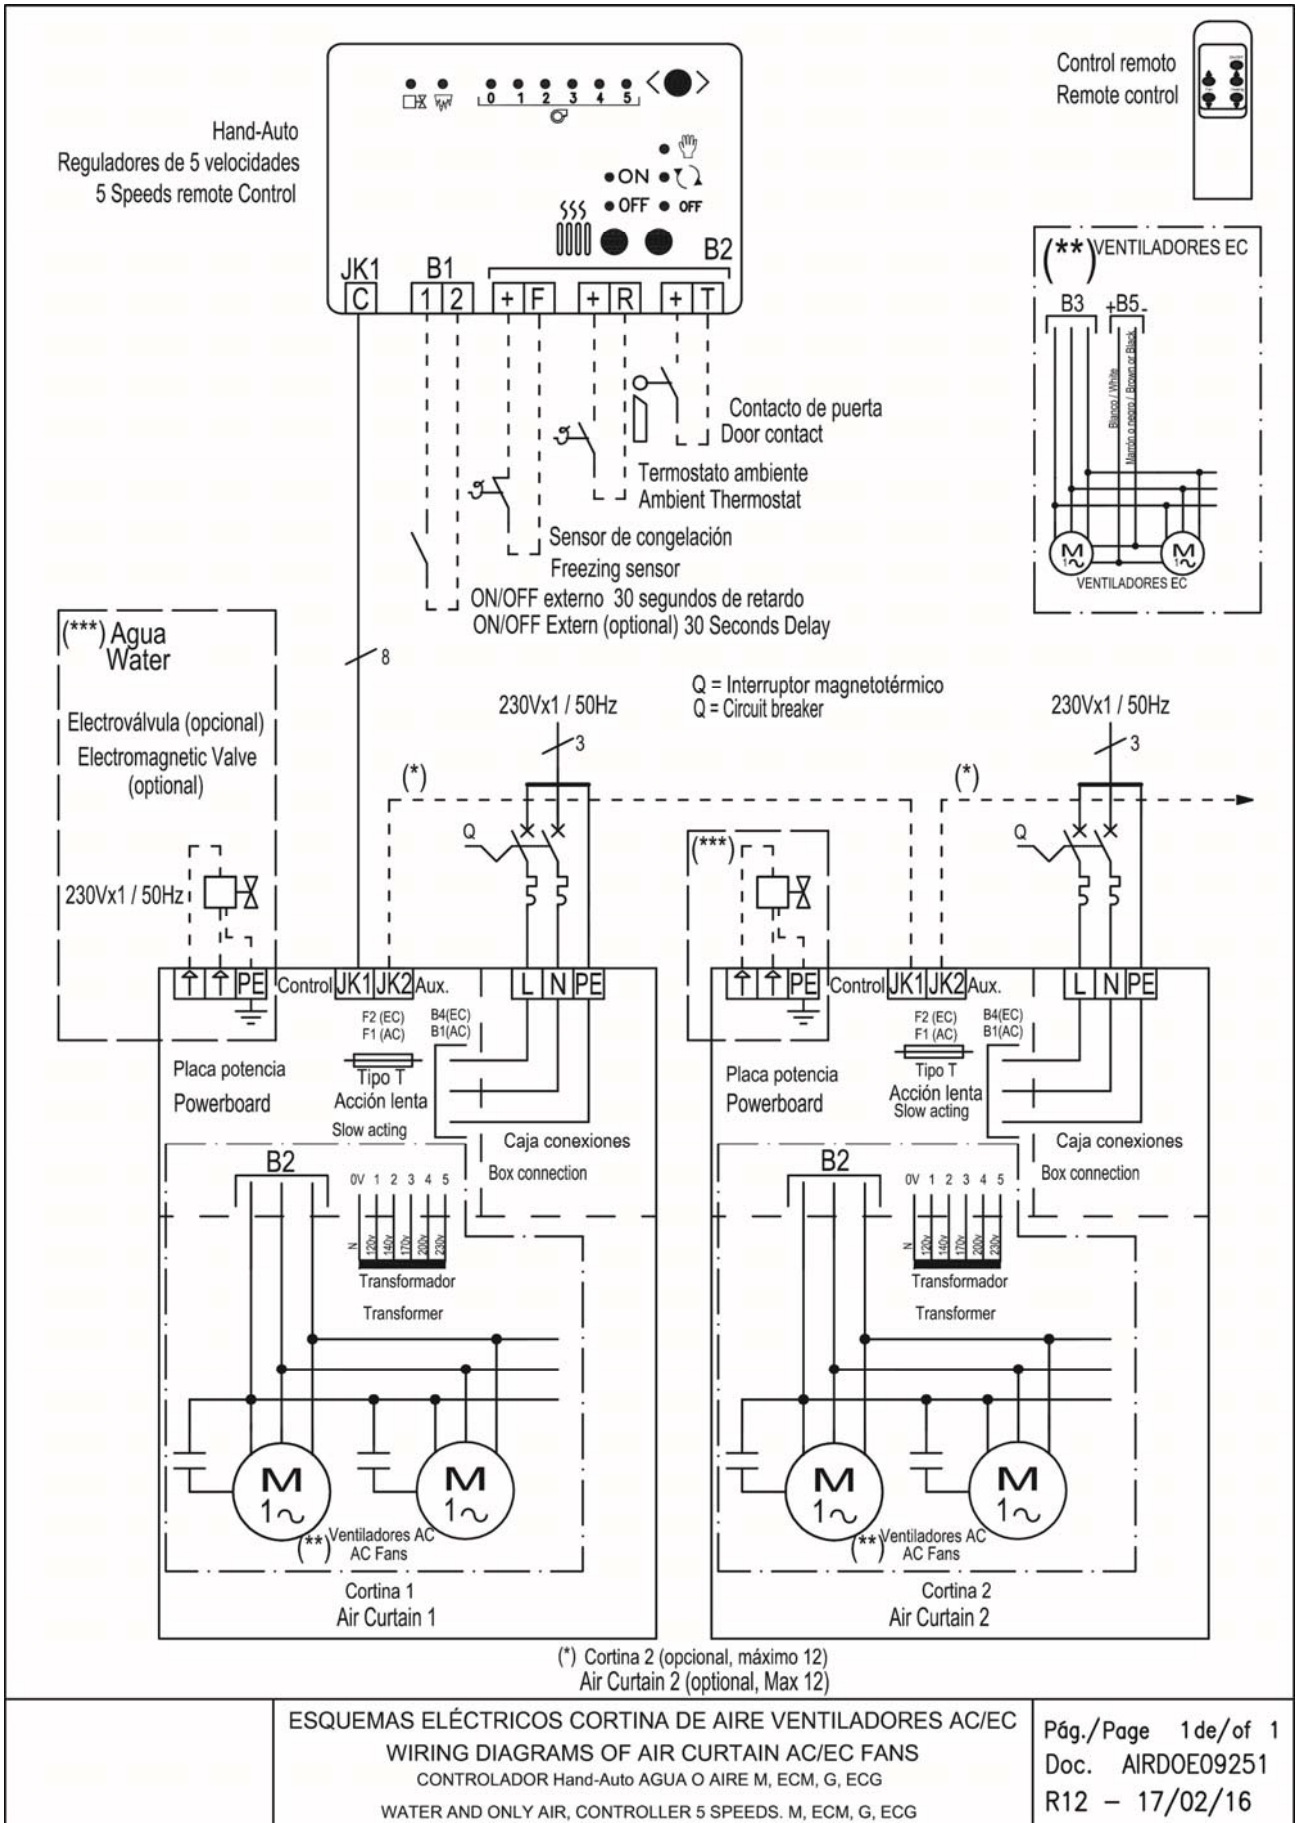 Control remoto
Remote control
Hand-Auto
Reguladores de 5 velocidades
5 Speeds remote Control
0 1 2 3 4 5
< >
ON
OFF OFF
JK1 B1 B2
C 1 2 + F + R + T
(**) VENTILADORES EC
B3 +B5-
Blanco / White
Marrón o negro / Brown or Black
M
1~
M
1~
VENTILADORES EC
Contacto de puerta
Door contact
Termostato ambiente
Ambient Thermostat
Sensor de congelación
Freezing sensor
ON/OFF externo 30 segundos de retardo
ON/OFF Extern (optional) 30 Seconds Delay
(***) Agua
Water
Electroválvula (opcional)
Electromagnetic Valve
(optional)
230Vx1 / 50Hz
8
Q = Interruptor magnetotérmico
Q = Circuit breaker
230Vx1 / 50Hz
3
(*)
Q
230Vx1 / 50Hz
3
(*)
Q
(***)
PE Control JK1 JK2 Aux. L N PE
F2 (EC)
F1 (AC)
B4(EC)
B1(AC)
Tipo T
Acción lenta
Slow acting
Placa potencia
Powerboard
Caja conexiones
Box connection
B2
0V 1 2 3 4 5
N 120v 140v 170v 200v 230v
Transformador
Transformer
M
1~
M
1~
(**) Ventiladores AC
AC Fans
Cortina 1
Air Curtain 1
PE Control JK1 JK2 Aux. L N PE
F2 (EC)
F1 (AC)
B4(EC)
B1(AC)
Tipo T
Acción lenta
Slow acting
Placa potencia
Powerboard
Caja conexiones
Box connection
B2
0V 1 2 3 4 5
N 120v 140v 170v 200v 230v
Transformador
Transformer
M
1~
M
1~
(**) Ventiladores AC
AC Fans
Cortina 2
Air Curtain 2
(*) Cortina 2 (opcional, máximo 12)
Air Curtain 2 (optional, Max 12)
ESQUEMAS ELÉCTRICOS CORTINA DE AIRE VENTILADORES AC/EC
WIRING DIAGRAMS OF AIR CURTAIN AC/EC FANS
CONTROLADOR Hand-Auto AGUA O AIRE M, ECM, G, ECG
WATER AND ONLY AIR, CONTROLLER 5 SPEEDS. M, ECM, G, ECG
Pág./Page 1de/of 1
Doc. AIRDOE09251
R12 – 17/02/16